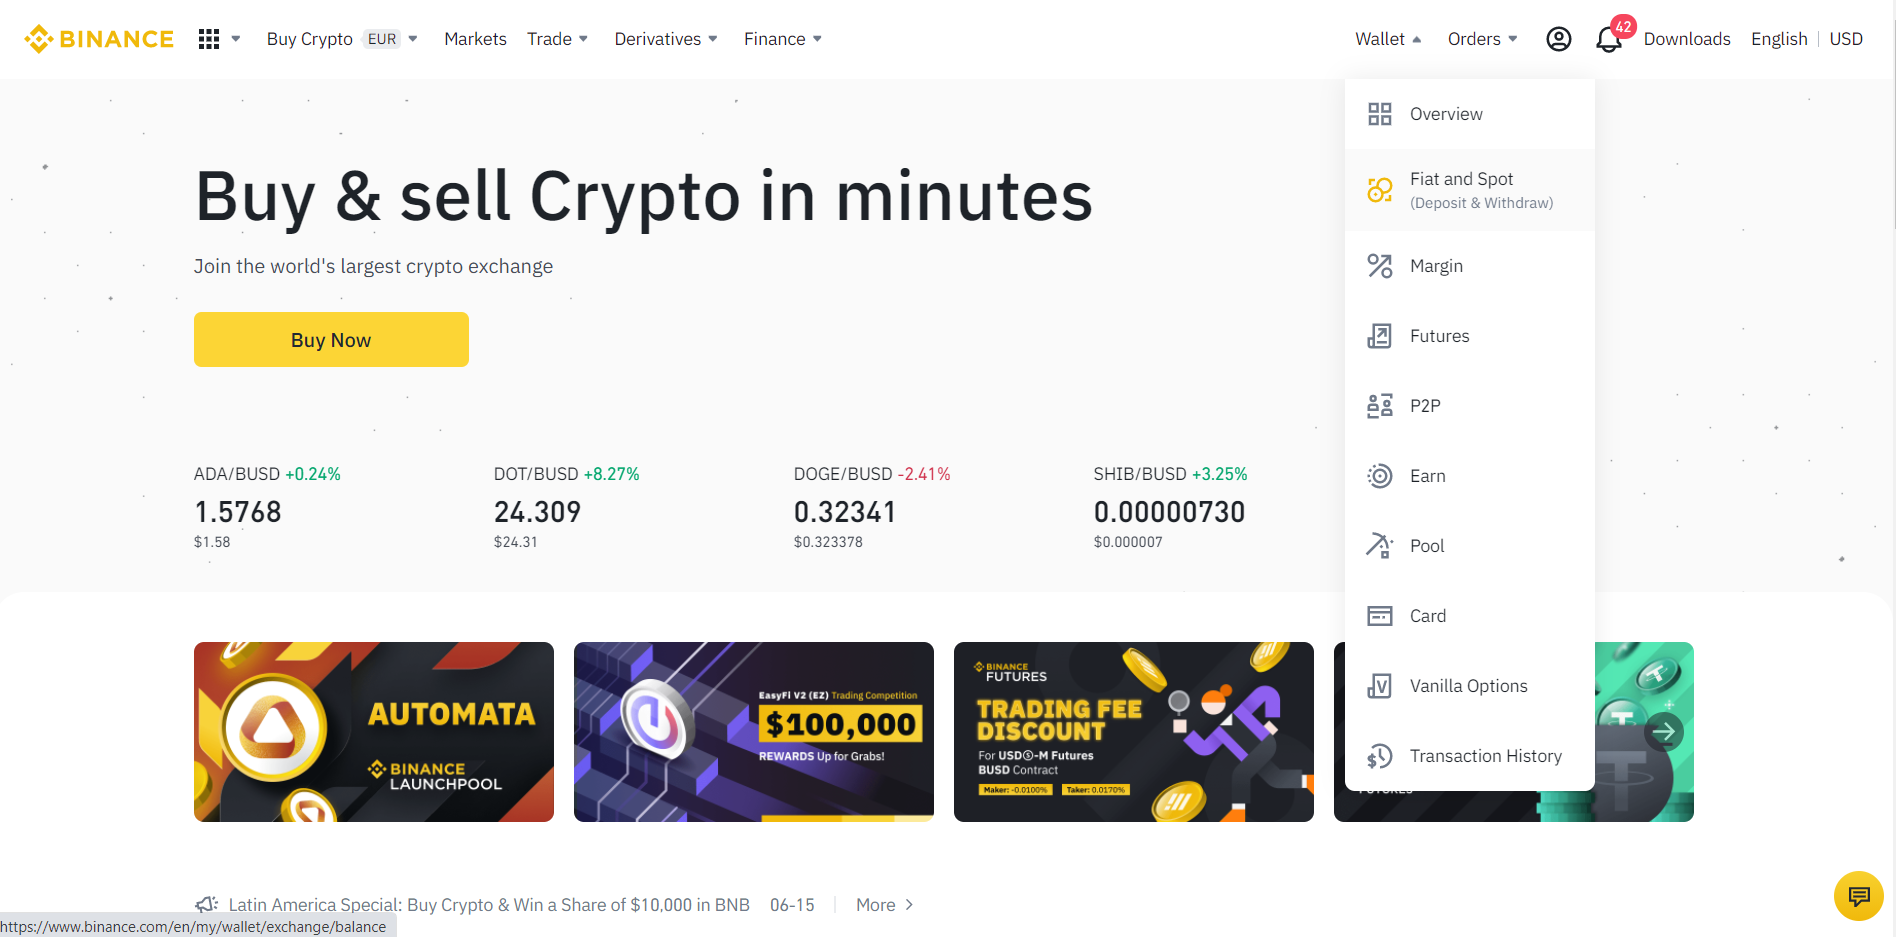 BINANCE
Buy Crypto EUR
Markets
Trade
Derivatives
Finance
Wallet
Orders
42
Downloads
English
USD
Overview
Fiat and Spot
(Deposit & Withdraw)
Margin
Futures
P2P
Earn
Pool
Card
Vanilla Options
Transaction History
Buy & sell Crypto in minutes
Join the world's largest crypto exchange
Buy Now
ADA/BUSD +0.24%
1.5768
$1.58
DOT/BUSD +8.27%
24.309
$24.31
DOGE/BUSD -2.41%
0.32341
$0.323378
SHIB/BUSD +3.25%
0.00000730
$0.000007
AUTOMATA
BINANCE
LAUNCHPOOL
EasyFi V2 (EZ) Trading Competition
$100,000
REWARDS Up for Grabs!
BINANCE
FUTURES
TRADING FEE
DISCOUNT
For USDⓈ-M Futures
BUSD Contract
Maker: -0.0100% Taker: 0.0170%
Latin America Special: Buy Crypto & Win a Share of $10,000 in BNB 06-15
More
https://www.binance.com/en/my/wallet/exchange/balance